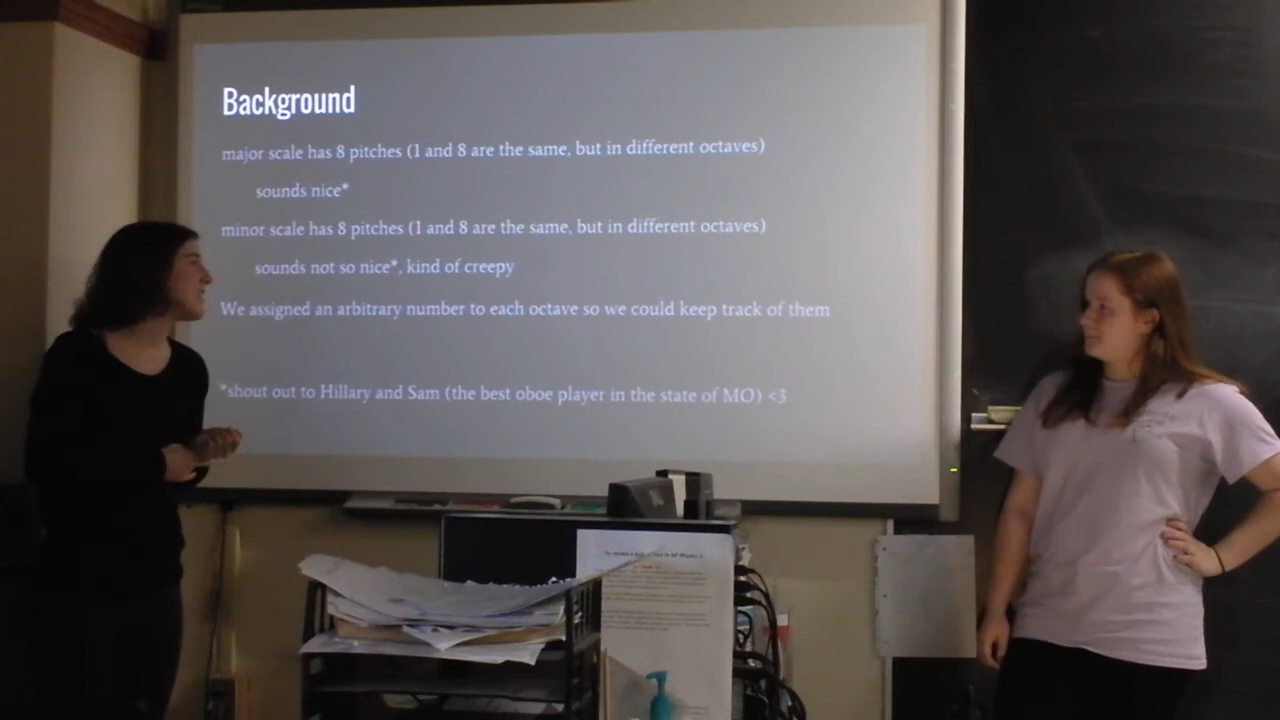 Background
major scale has 8 pitches (1 and 8 are the same, but in different octaves)
sounds nice*
minor scale has 8 pitches (1 and 8 are the same, but in different octaves)
sounds not so nice*, kind of creepy
We assigned an arbitrary number to each octave so we could keep track of them
*shout out to Hillary and Sam (the best oboe player in the state of MO) <3